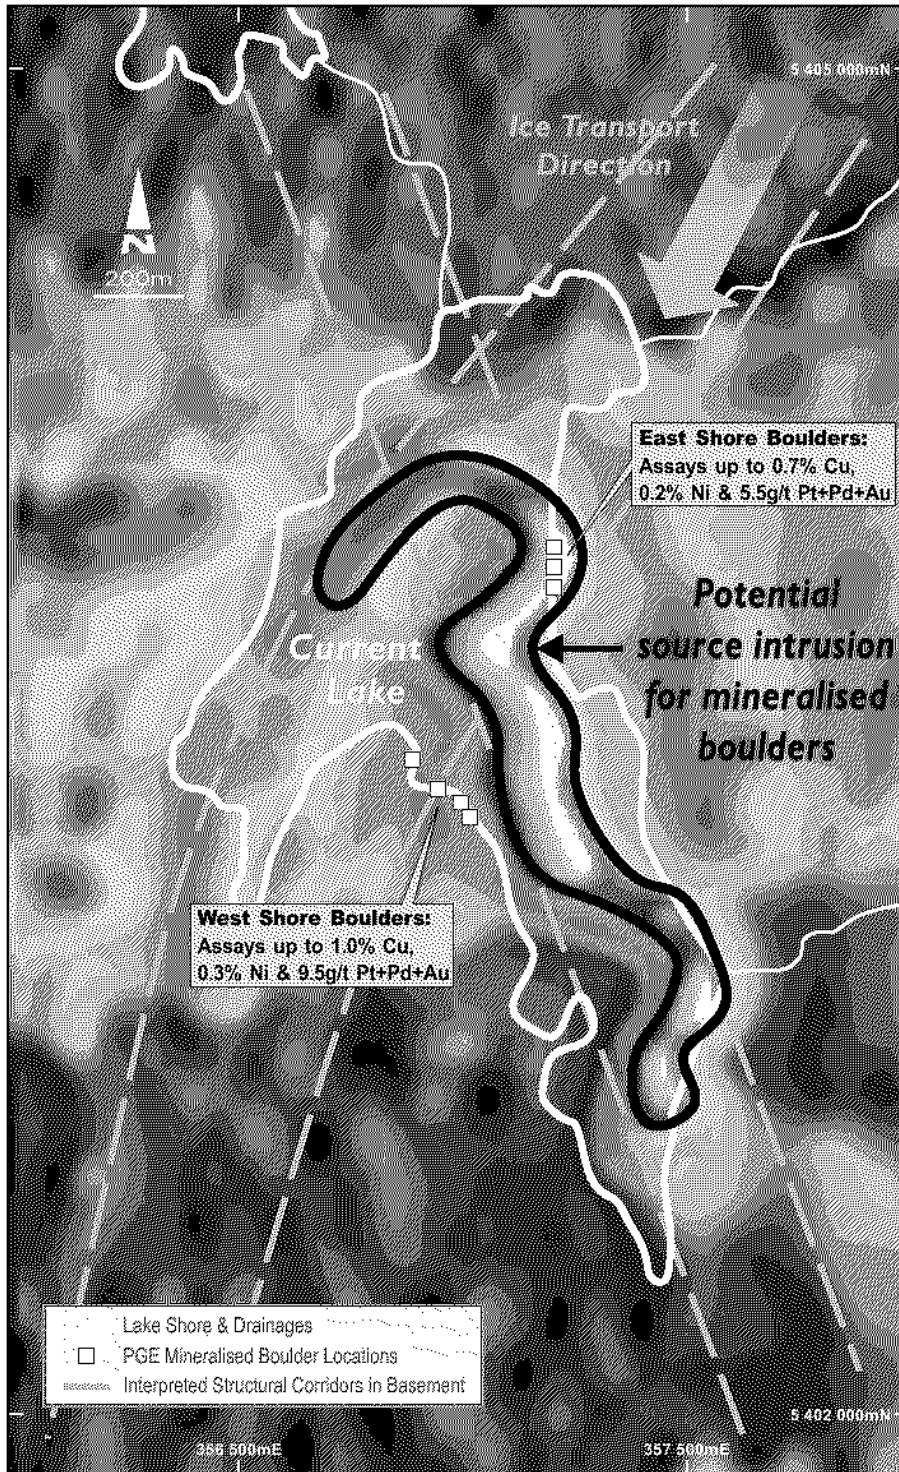 5 405 000mN
Ice Transport
Direction
N
200m
East Shore Boulders:
Assays up to 0.7% Cu,
0.2% Ni & 5.5g/t Pt+Pd+Au
Potential
source intrusion
for mineralised
boulders
Current
Lake
West Shore Boulders:
Assays up to 1.0% Cu,
0.3% Ni & 9.5g/t Pt+Pd+Au
Lake Shore & Drainages
PGE Mineralised Boulder Locations
Interpreted Structural Corridors in Basement
5 402 000mN
356 500mE
357 500mE